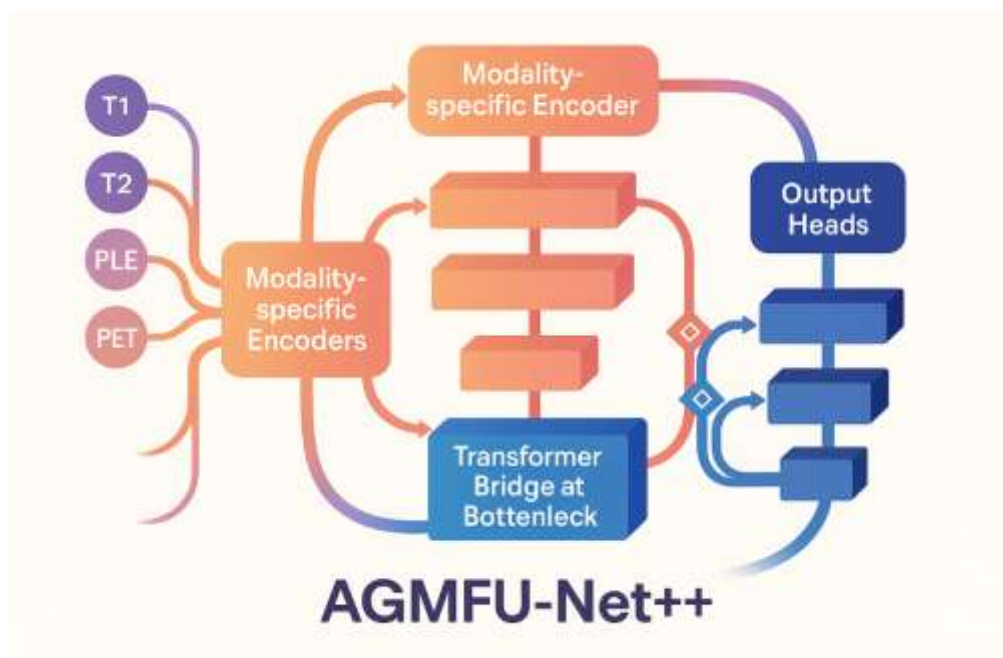 T1
T2
PLE
PET
Modality-
specific
Encoders
Modality-
specific Encoder
Transformer
Bridge at
Bottenleck
Output
Heads
AGMFU-Net++